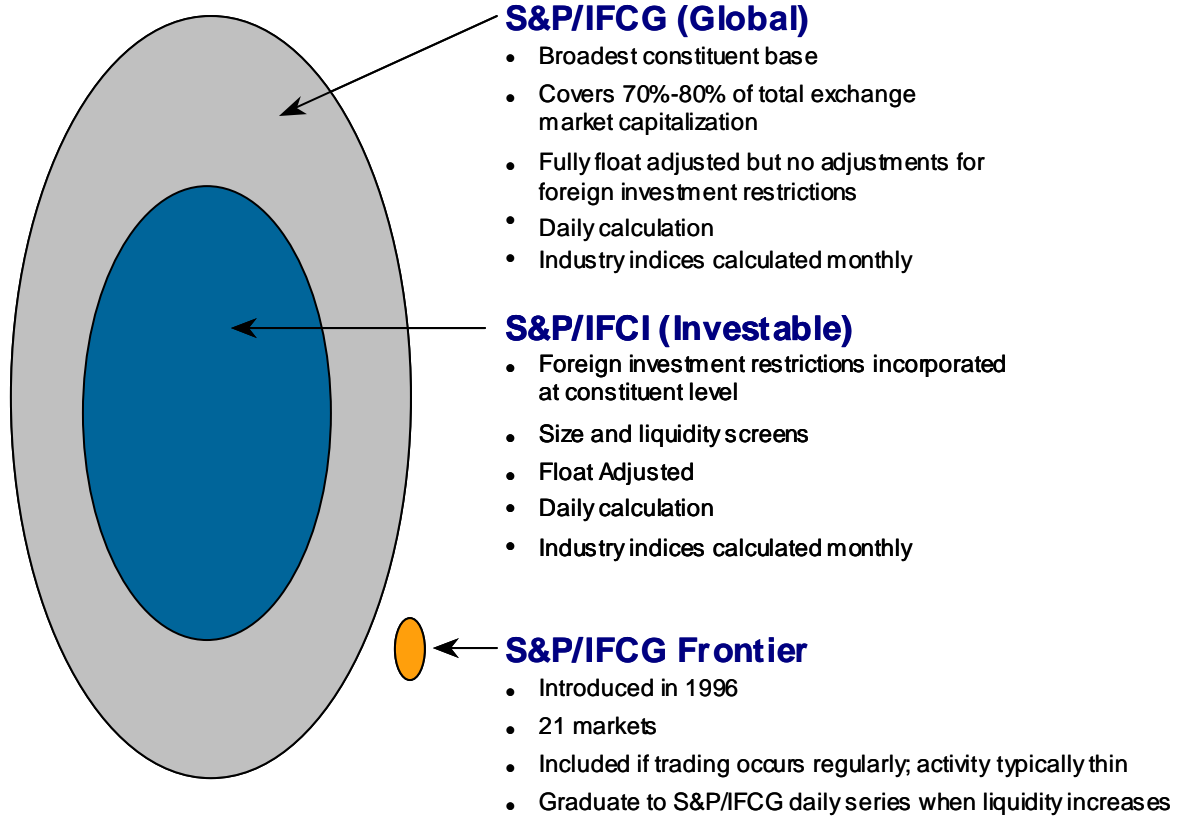 S&P/IFCG (Global)
• Broadest constituent base
• Covers 70%-80% of total exchange
market capitalization
• Fully float adjusted but no adjustments for
foreign investment restrictions
• Daily calculation
• Industry indices calculated monthly
S&P/IFCI (Investable)
• Foreign investment restrictions incorporated
at constituent level
• Size and liquidity screens
• Float Adjusted
• Daily calculation
• Industry indices calculated monthly
S&P/IFCG Frontier
• Introduced in 1996
• 21 markets
• Included if trading occurs regularly; activity typically thin
• Graduate to S&P/IFCG daily series when liquidity increases